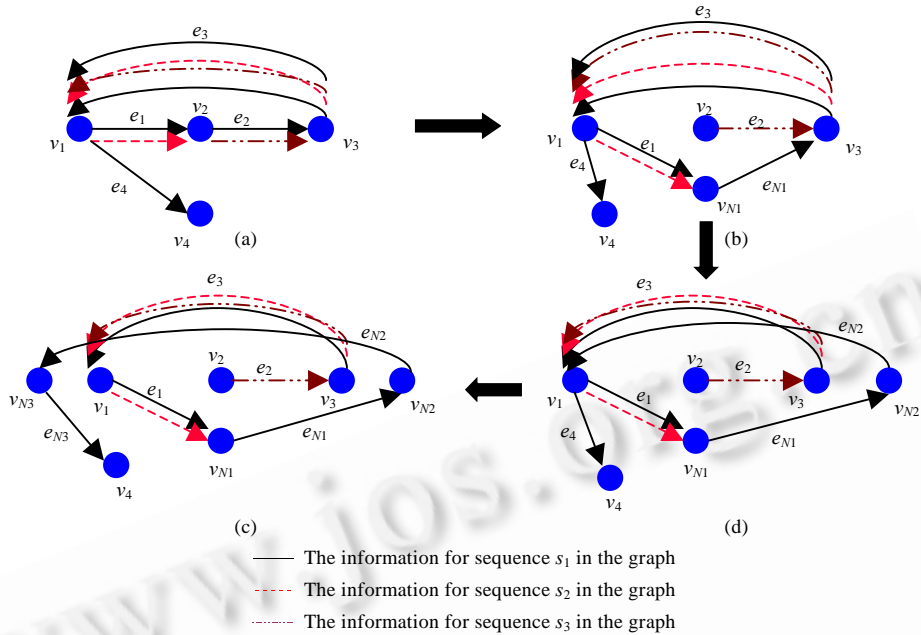 e3
v2
v1
e1
e2
v3
e4
v4
(a)
e3
v2
v1
e1
e2
v3
e4
eN1
vN1
v4
(b)
e3
eN2
v2
e2
vN3
v1
e1
v3
vN2
eN3
eN1
vN1
v4
(c)
e3
eN2
v2
e2
v1
e1
v3
vN2
e4
eN1
vN1
v4
(d)
www.jos.org.cn
The information for sequence s1 in the graph
The information for sequence s2 in the graph
The information for sequence s3 in the graph